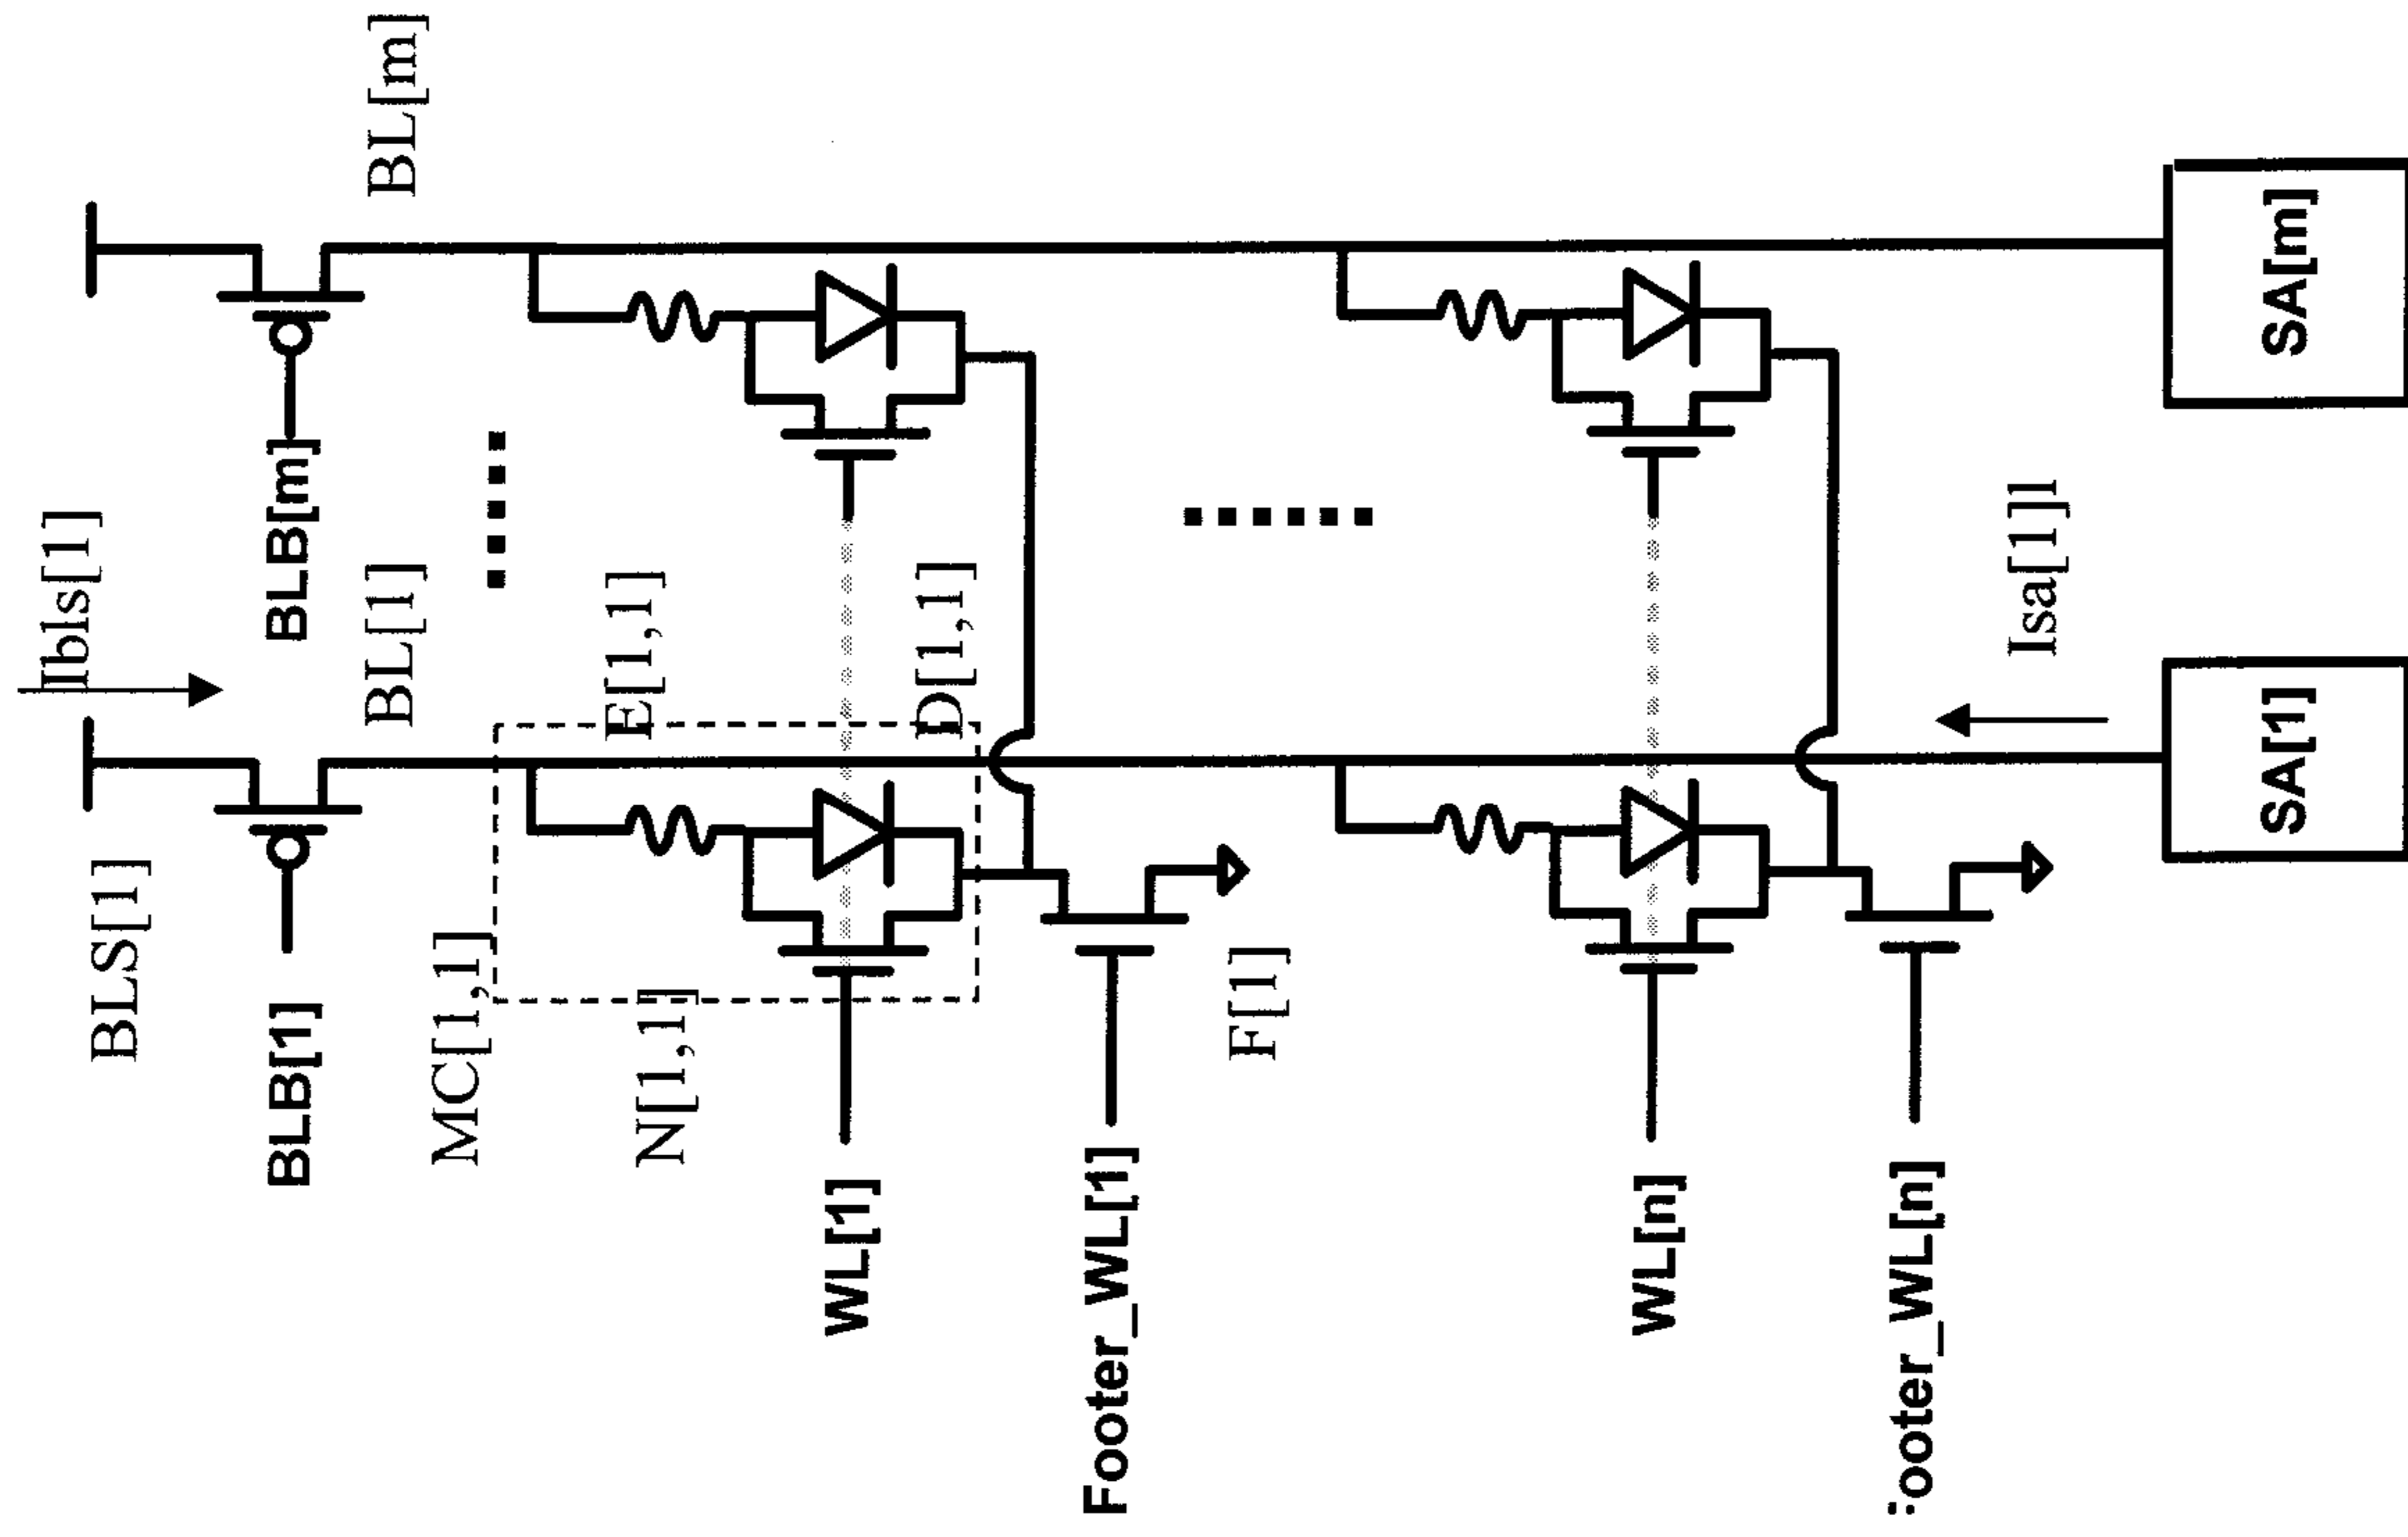 BL[m]
Ibls[1]
BLB[m]
BL[1]
BLS[1]
BLB[1]
MC[1,1]
E[1,1]
D[1,1]
N[1,1]
WL[1]
Footer_WL[1]
F[1]
WL[n]
Footer_WL[n]
Isa[1]l
SA[m]
SA[1]